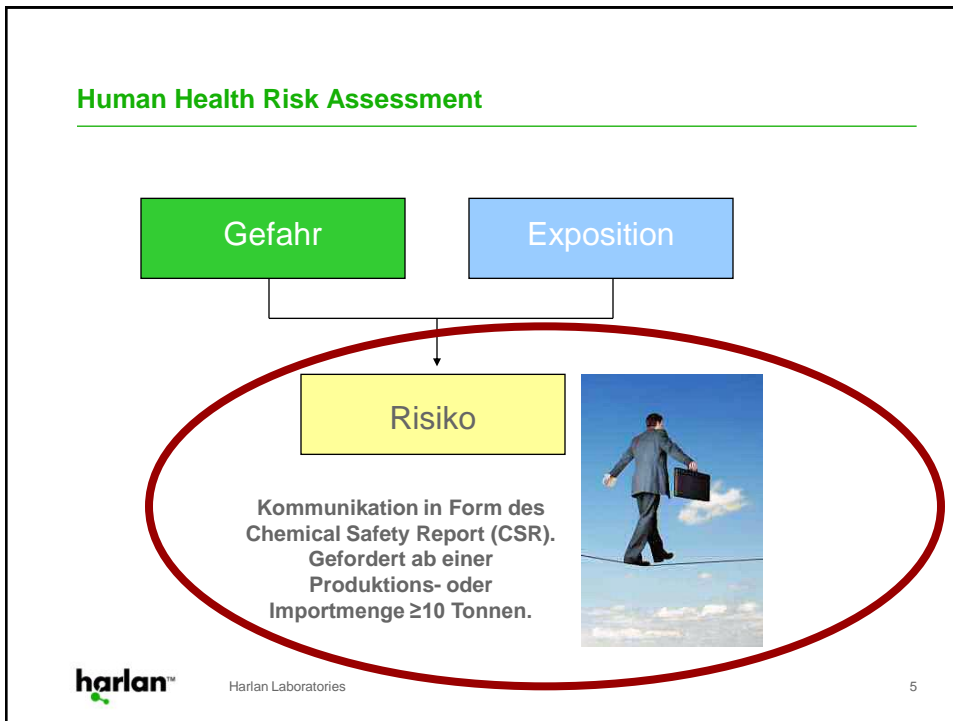 Human Health Risk Assessment
Gefahr
Exposition
Risiko
Kommunikation in Form des
Chemical Safety Report (CSR).
Gefordert ab einer
Produktions- oder
Importmenge ≥10 Tonnen.
harlan™
Harlan Laboratories
5